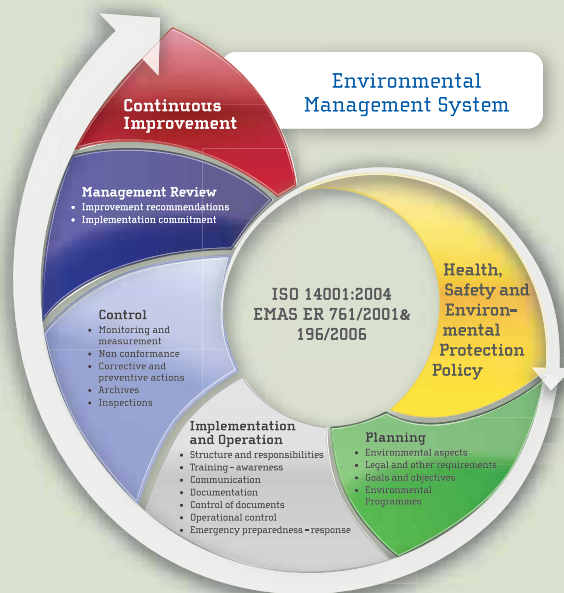 Environmental
Management System
Continuous
Improvement
Management Review
• Improvement recommendations
• Implementation commitment
Control
• Monitoring and
measurement
• Non conformance
• Corrective and
preventive actions
• Archives
• Inspections
ISO 14001:2004
EMAS ER 761/2001&
196/2006
Health,
Safety and
Environ-
mental
Protection
Policy
Implementation
and Operation
• Structure and responsibilities
• Training - awareness
• Communication
• Documentation
• Control of documents
• Operational control
• Emergency preparedness - response
Planning
• Environmental aspects
• Legal and other requirements
• Goals and objectives
• Environmental
Programmes